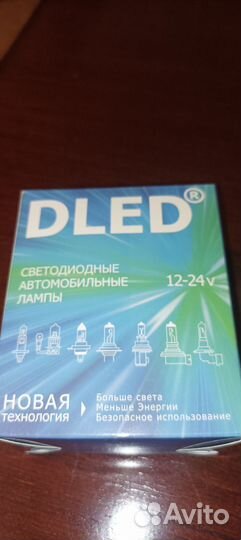 DLED®
СВЕТОДИОДНЫЕ
АВТОМОБИЛЬНЫЕ
ЛАМПЫ
12-24v
НОВАЯ
технология
Больше света
Меньше Энергии
Безопасное использование
Avito